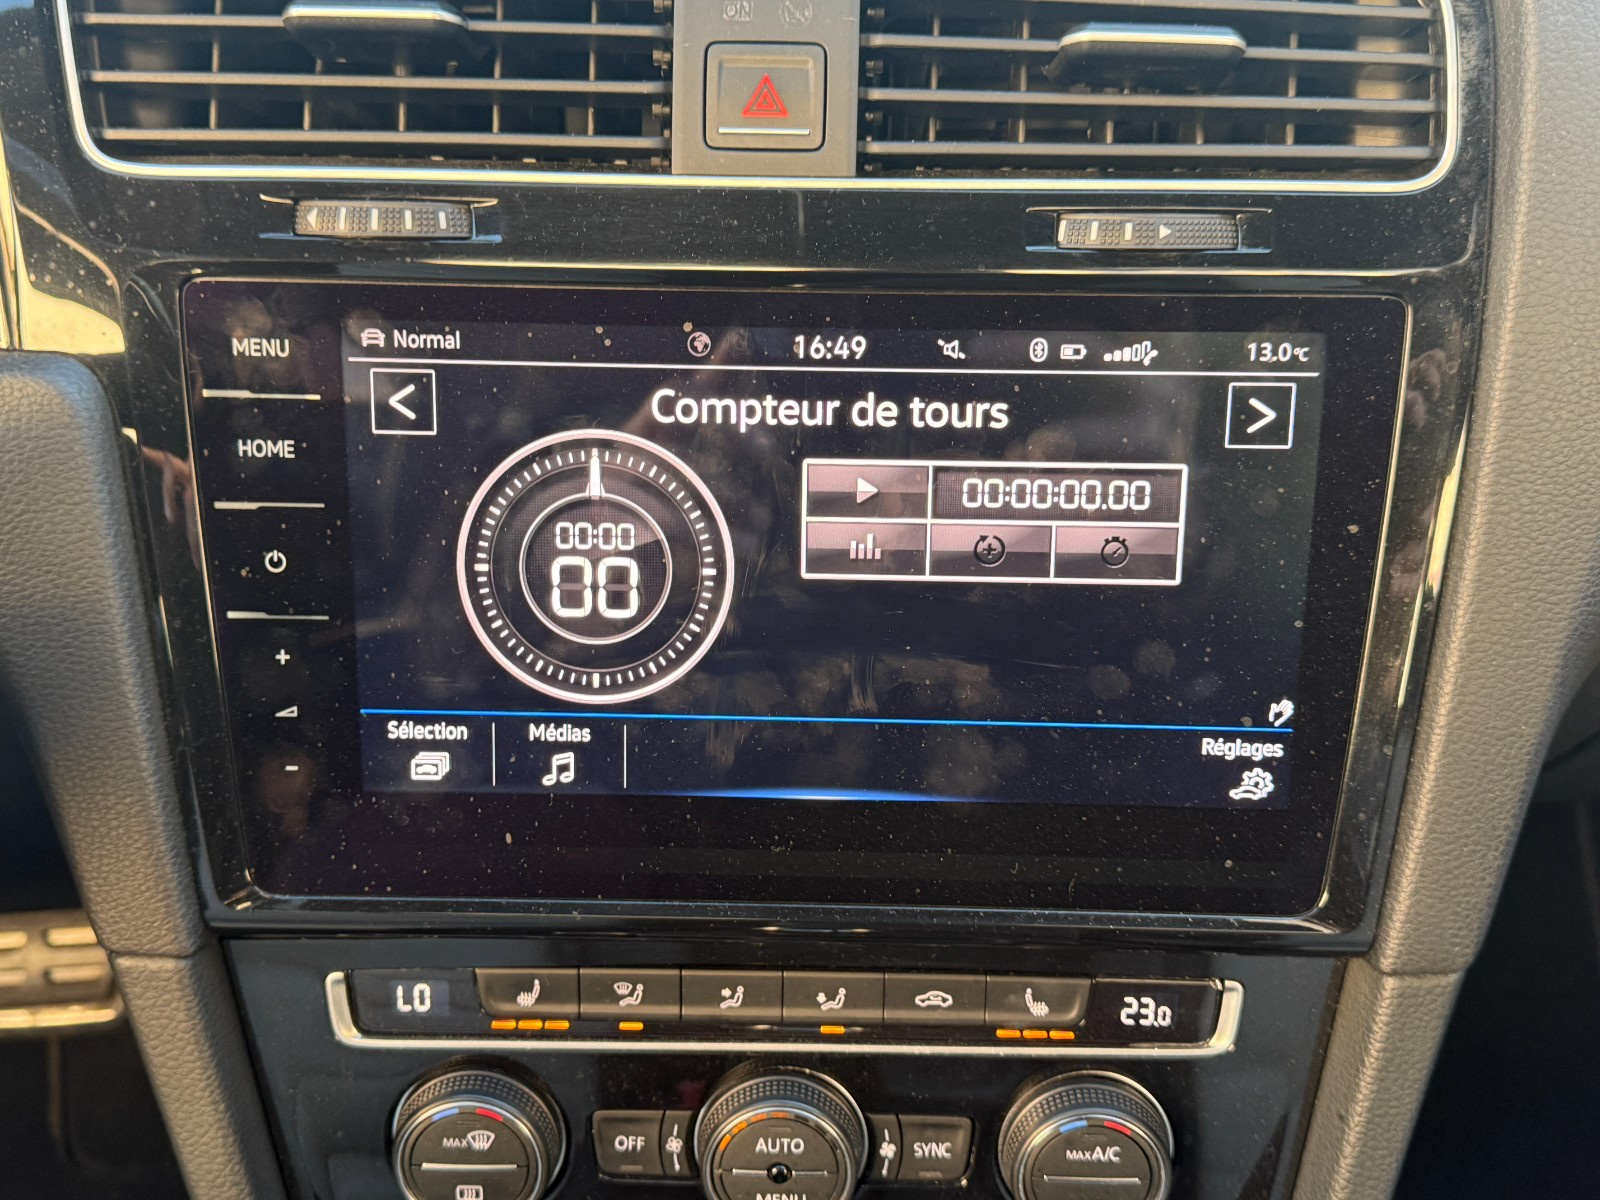 MENU
HOME
Normal
16:49
13.0°C
<
Compteur de tours
>
00:00
00
00:00:00.00
+
-
Sélection
Médias
Réglages
LO
23.0
MAX
OFF
AUTO
MENU
SYNC
MAX A/C